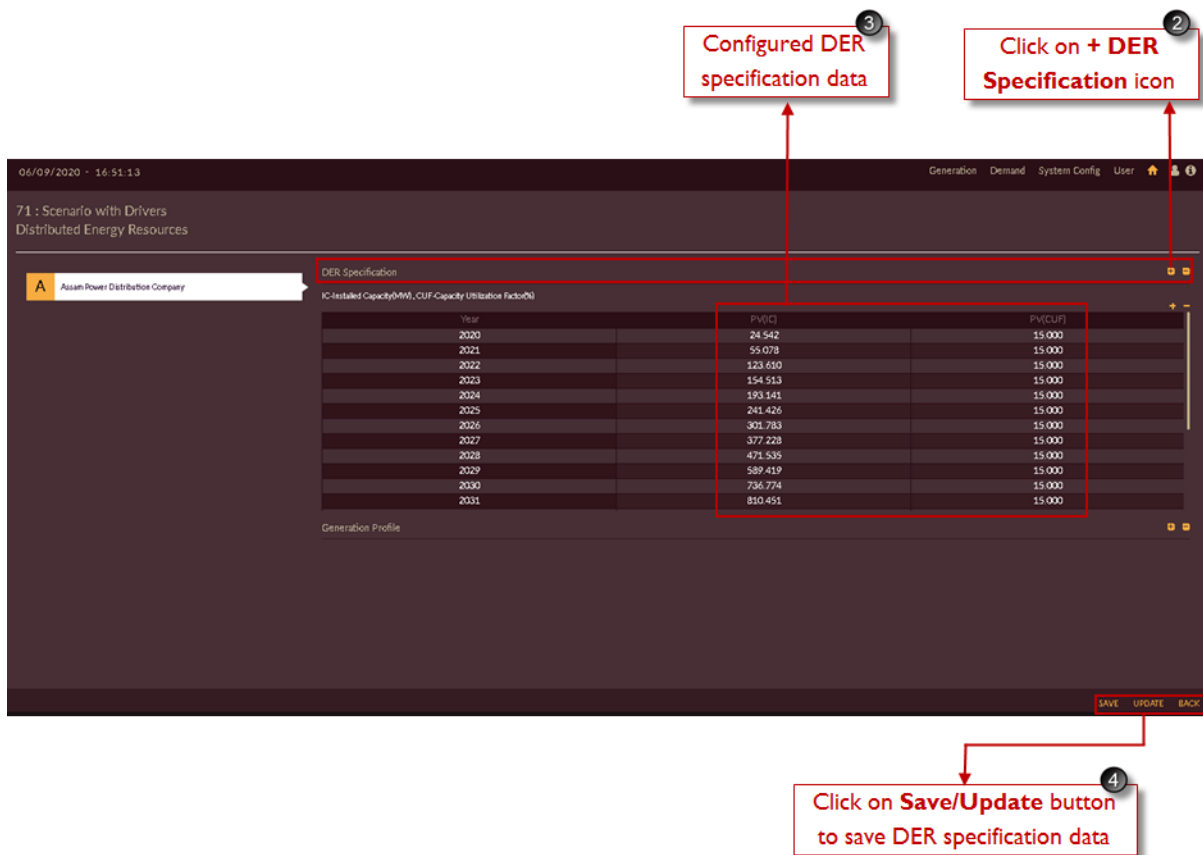 3
Configured DER
specification data
2
Click on + DER
Specification icon
06/09/2020 - 16:51:13
Generation Demand System Config User
71 : Scenario with Drivers
Distributed Energy Resources
A Assam Power Distribution Company
DER Specification
IC-Installed Capacity(MW) , CUF-Capacity Utilization Factor(%)
Year PV(IC) PV(CUF)
2020 24.542 15.000
2021 55.078 15.000
2022 123.610 15.000
2023 154.513 15.000
2024 193.141 15.000
2025 241.426 15.000
2026 301.783 15.000
2027 377.228 15.000
2028 471.535 15.000
2029 589.419 15.000
2030 736.774 15.000
2031 810.451 15.000
Generation Profile
SAVE UPDATE BACK
4
Click on Save/Update button
to save DER specification data